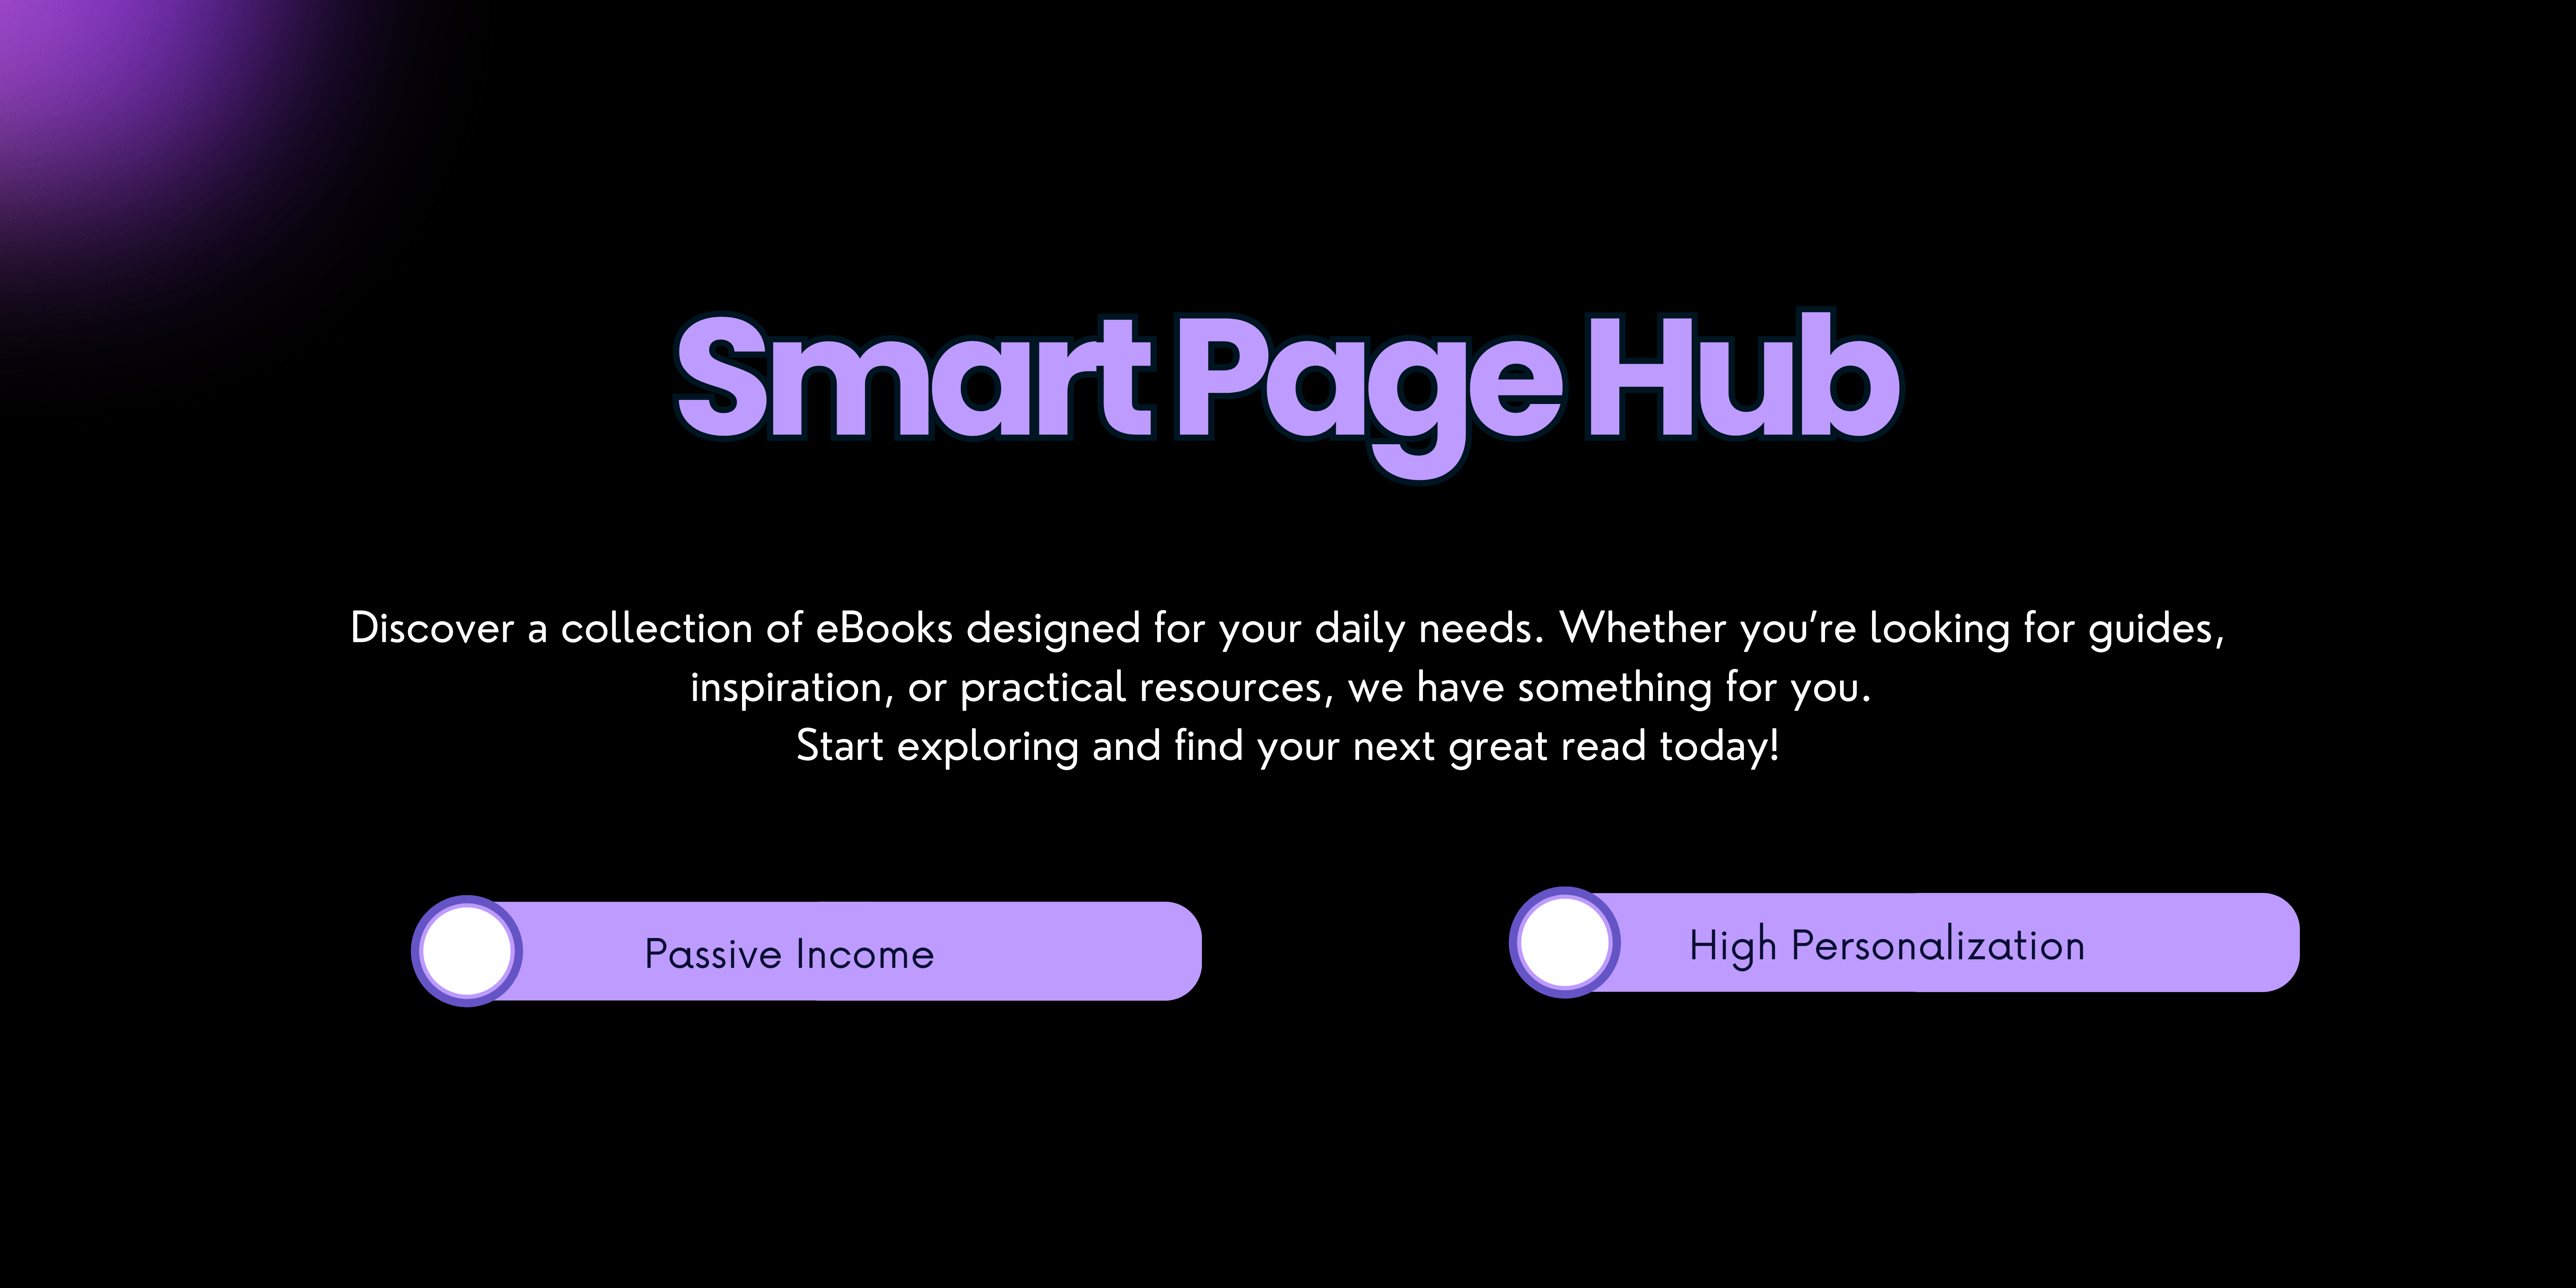 Smart Page Hub
Discover a collection of eBooks designed for your daily needs. Whether you’re looking for guides,
inspiration, or practical resources, we have something for you.
Start exploring and find your next great read today!
Passive Income
High Personalization